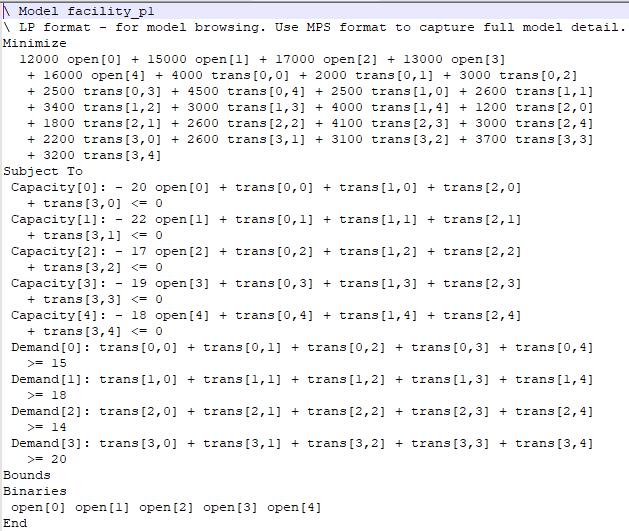 \ Model facility_p1
\ LP format - for model browsing. Use MPS format to capture full model detail.
Minimize
  12000 open[0] + 15000 open[1] + 17000 open[2] + 13000 open[3]
   + 16000 open[4] + 4000 trans[0,0] + 2000 trans[0,1] + 3000 trans[0,2]
   + 2500 trans[0,3] + 4500 trans[0,4] + 2500 trans[1,0] + 2600 trans[1,1]
   + 3400 trans[1,2] + 3000 trans[1,3] + 4000 trans[1,4] + 1200 trans[2,0]
   + 1800 trans[2,1] + 2600 trans[2,2] + 4100 trans[2,3] + 3000 trans[2,4]
   + 2200 trans[3,0] + 2600 trans[3,1] + 3100 trans[3,2] + 3700 trans[3,3]
   + 3200 trans[3,4]
Subject To
 Capacity[0]: - 20 open[0] + trans[0,0] + trans[1,0] + trans[2,0]
   + trans[3,0] <= 0
 Capacity[1]: - 22 open[1] + trans[0,1] + trans[1,1] + trans[2,1]
   + trans[3,1] <= 0
 Capacity[2]: - 17 open[2] + trans[0,2] + trans[1,2] + trans[2,2]
   + trans[3,2] <= 0
 Capacity[3]: - 19 open[3] + trans[0,3] + trans[1,3] + trans[2,3]
   + trans[3,3] <= 0
 Capacity[4]: - 18 open[4] + trans[0,4] + trans[1,4] + trans[2,4]
   + trans[3,4] <= 0
 Demand[0]: trans[0,0] + trans[0,1] + trans[0,2] + trans[0,3] + trans[0,4]
   >= 15
 Demand[1]: trans[1,0] + trans[1,1] + trans[1,2] + trans[1,3] + trans[1,4]
   >= 18
 Demand[2]: trans[2,0] + trans[2,1] + trans[2,2] + trans[2,3] + trans[2,4]
   >= 14
 Demand[3]: trans[3,0] + trans[3,1] + trans[3,2] + trans[3,3] + trans[3,4]
   >= 20
Bounds
Binaries
 open[0] open[1] open[2] open[3] open[4]
End